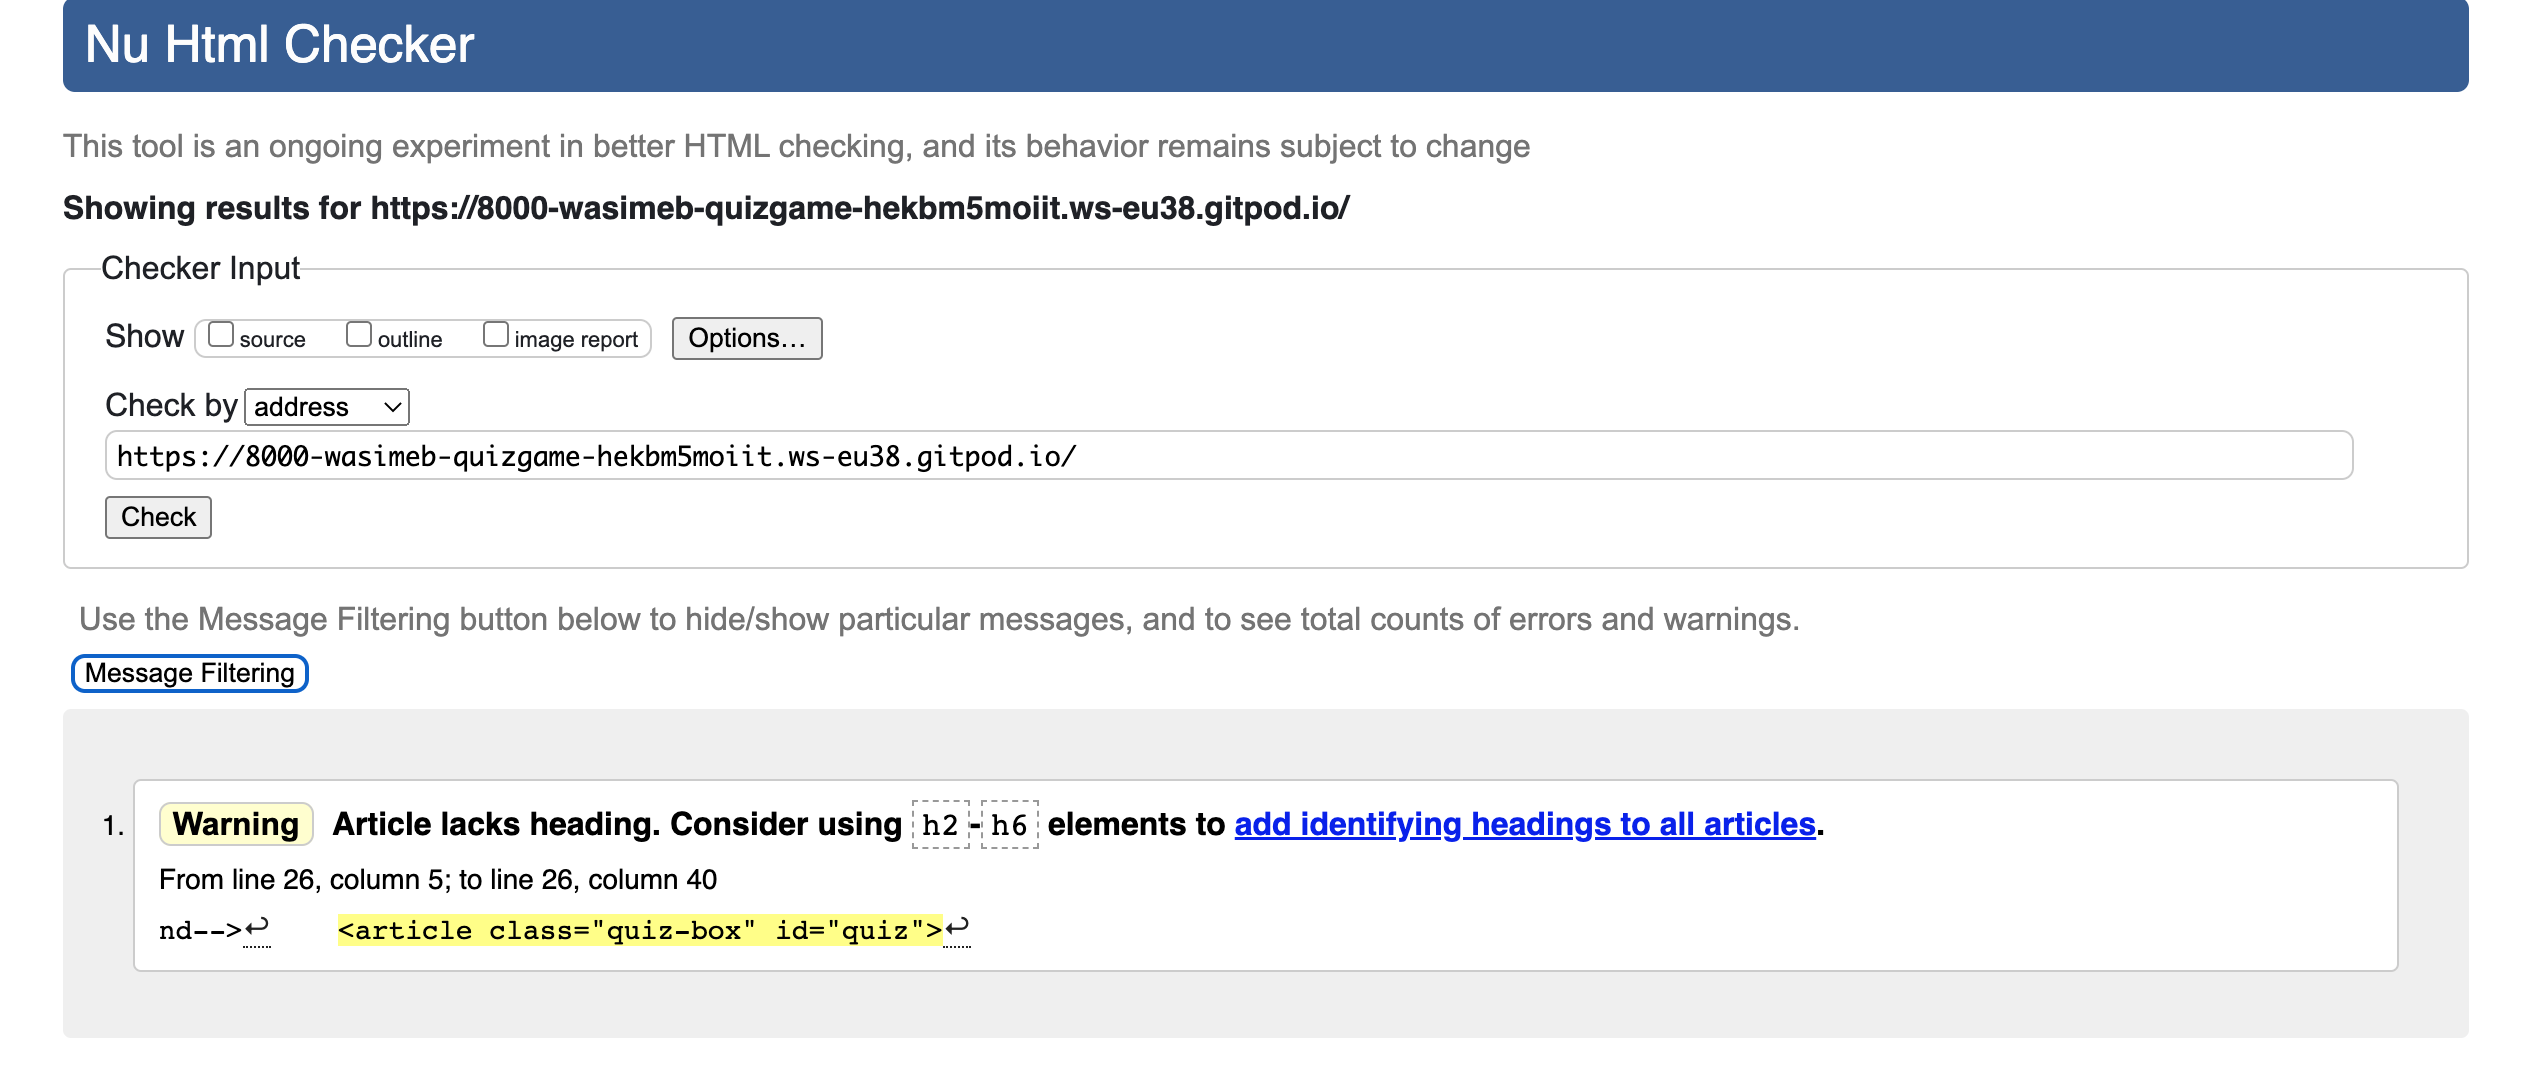 Nu Html Checker
This tool is an ongoing experiment in better HTML checking, and its behavior remains subject to change
Showing results for https://8000-wasimeb-quizgame-hekbm5moiit.ws-eu38.gitpod.io/
Checker Input
Show source outline image report Options...
Check by address
https://8000-wasimeb-quizgame-hekbm5moiit.ws-eu38.gitpod.io/
Check
Use the Message Filtering button below to hide/show particular messages, and to see total counts of errors and warnings.
Message Filtering
1. Warning Article lacks heading. Consider using h2-h6 elements to add identifying headings to all articles.
From line 26, column 5; to line 26, column 40
nd-->↩ <article class="quiz-box" id="quiz">↩